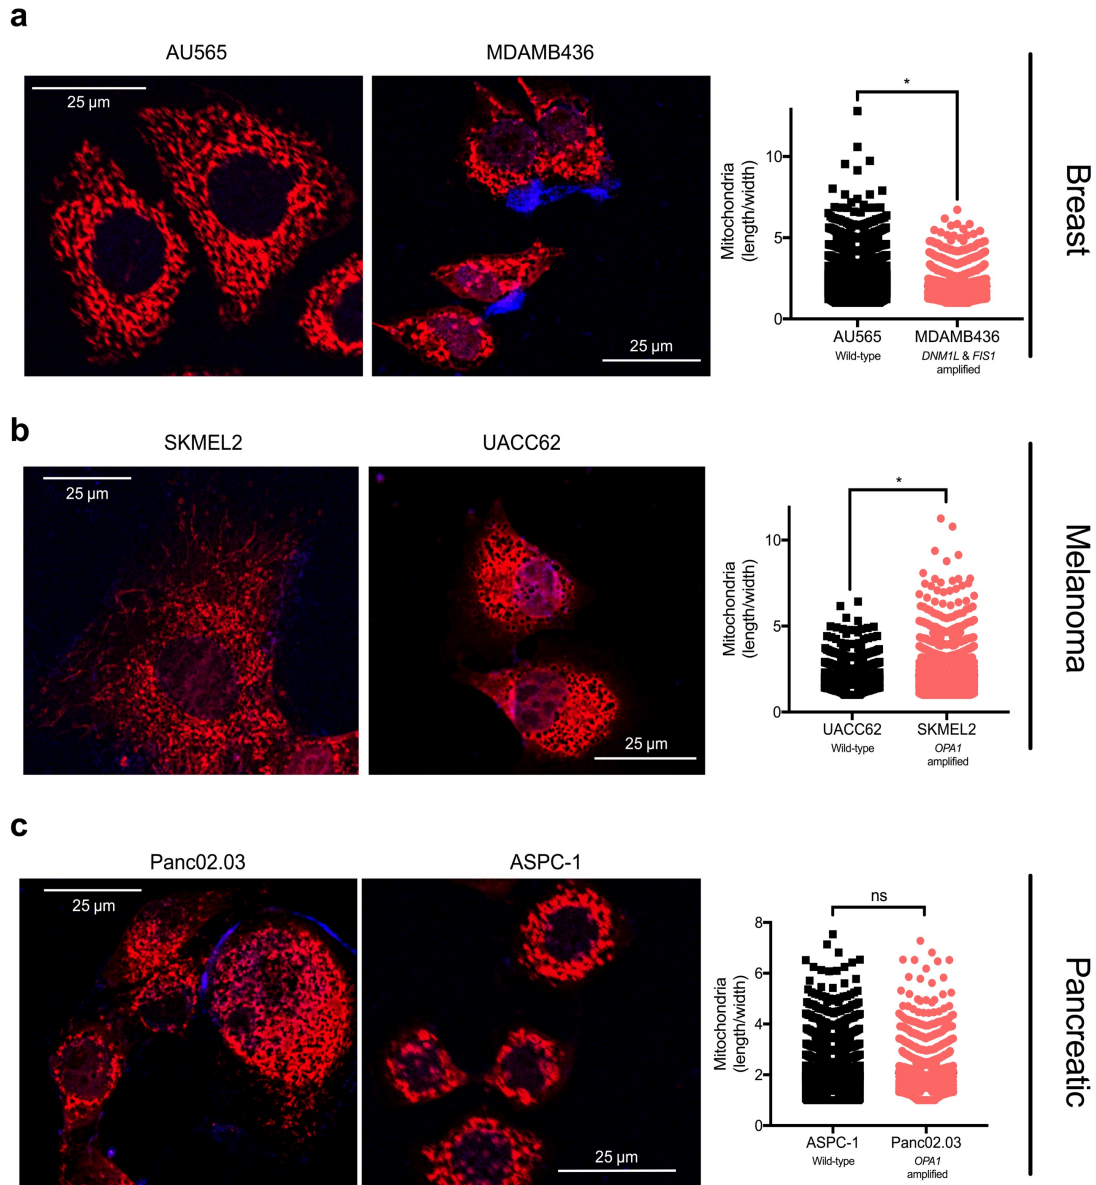 a
AU565
MDAMB436
25 µm
25 µm
Mitochondria
(length/width)
10
5
0
*
AU565
Wild-type
MDAMB436
DNM1L & FIS1
amplified
Breast
b
SKMEL2
UACC62
25 µm
25 µm
Mitochondria
(length/width)
10
5
0
*
UACC62
Wild-type
SKMEL2
OPA1
amplified
Melanoma
c
Panc02.03
ASPC-1
25 µm
25 µm
Mitochondria
(length/width)
8
6
4
2
0
ns
ASPC-1
Wild-type
Panc02.03
OPA1
amplified
Pancreatic